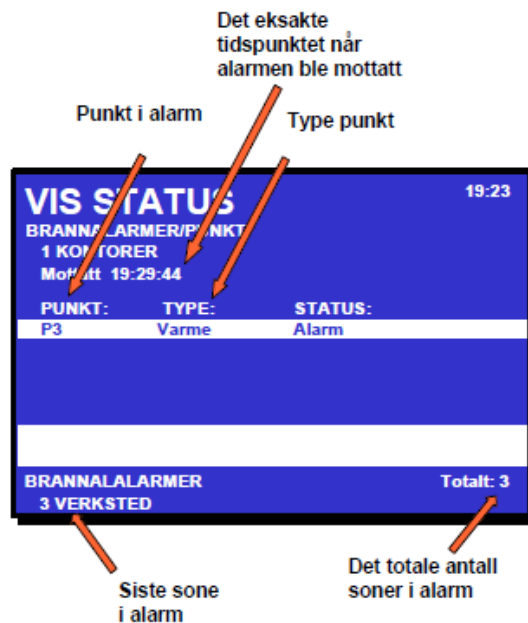 Det eksakte
tidspunktet når
alarmen ble mottatt
Punkt i alarm
Type punkt
VIS STATUS
19:23
BRANNALARMER/PUNKT
1 KONTORER
Mottatt 19:29:44
PUNKT: TYPE: STATUS:
P3 Varme Alarm
BRANNALALARMER
Totalt: 3
3 VERKSTED
Siste sone
i alarm
Det totale antall
soner i alarm